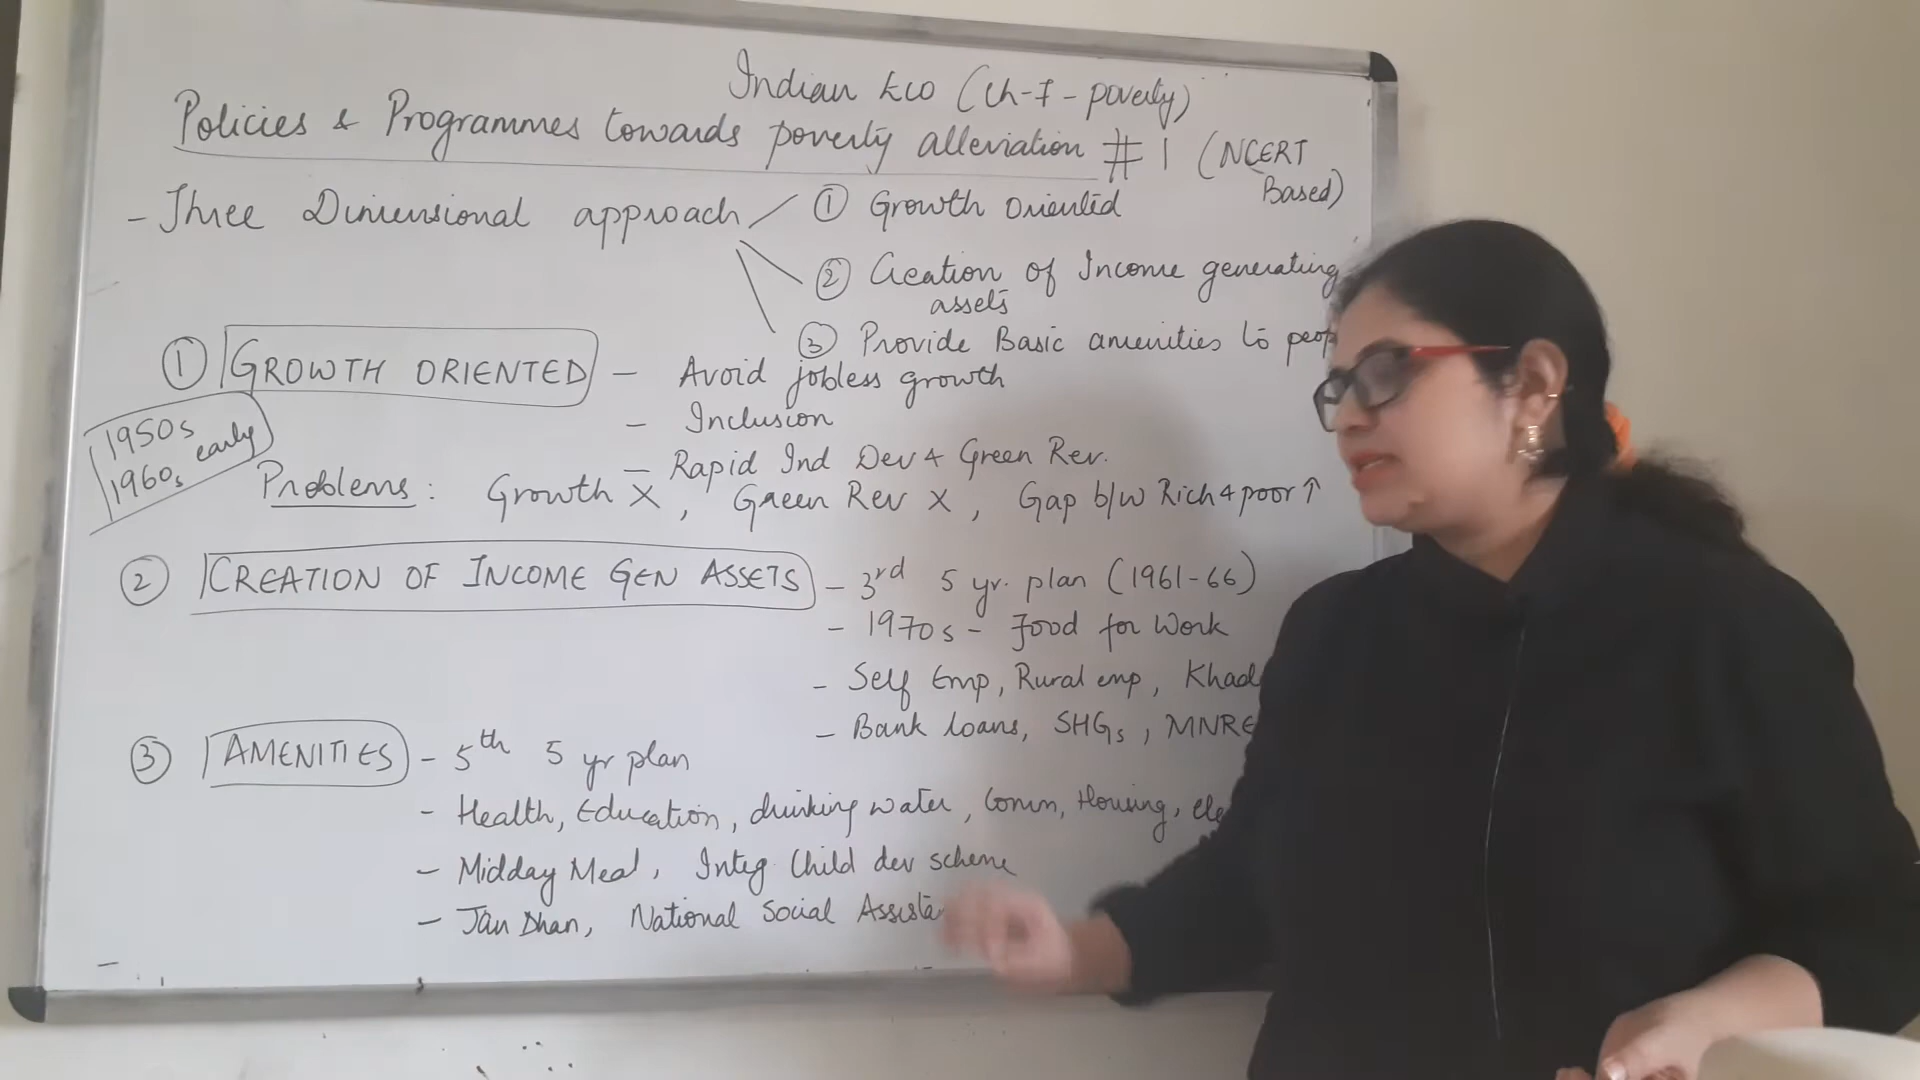 Indian Eco (Ch-I - poverty)
Policies & Programmes towards poverty alleviation # 1 (NCERT Based)
- Three Dimensional approach
① Growth Oriented
② Creation of Income generating assets
③ Provide Basic amenities to peop
① GROWTH ORIENTED - Avoid jobless growth
- Inclusion
- Rapid Ind Dev & Green Rev.
1950s
1960s early
Problems : Growth X, Green Rev X, Gap b/w Rich & poor ↑
② CREATION OF INCOME GEN ASSETS - 3rd 5 yr. plan (1961-66)
- 1970s - Food for Work
- Self Emp, Rural emp, Khad
- Bank loans, SHGs, MNRE
③ AMENITIES - 5th 5 yr plan
- Health, Education, drinking water, Comm, Housing, ele
- Midday Meal, Integ Child dev scheme
- Jan Dhan, National Social Assista